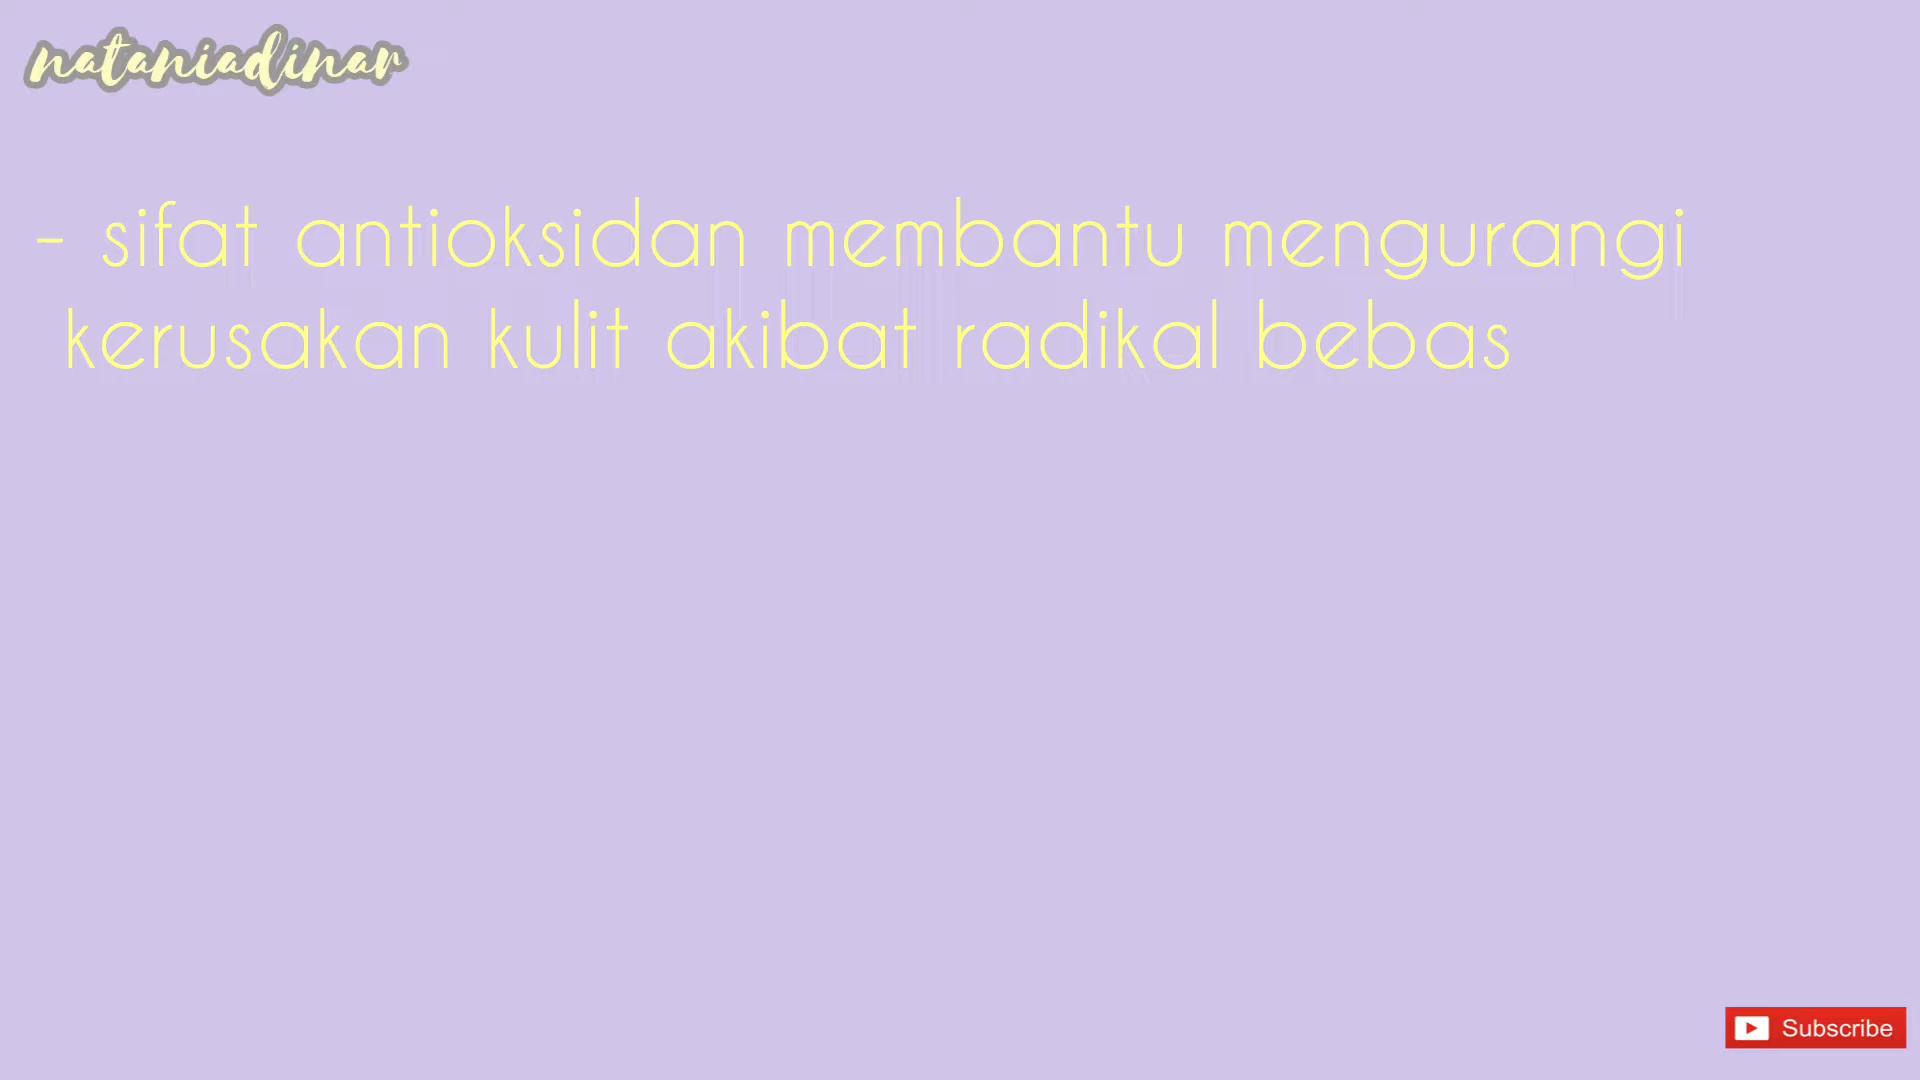 nataniadinar
- sifat antioksidan membantu mengurangi
kerusakan kulit akibat radikal bebas
Subscribe